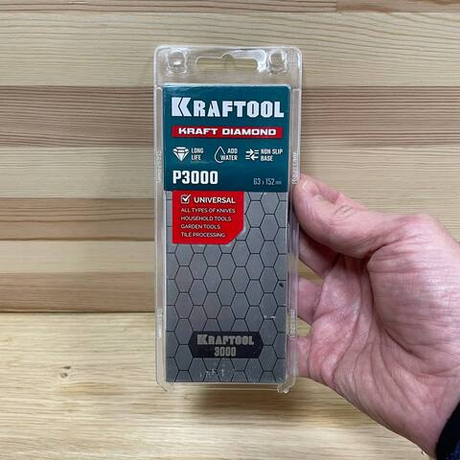 KRAFTOOL
KRAFT DIAMOND
LONG LIFE
ADD WATER
NON-SLIP BASE
P3000
63 x 152 mm
UNIVERSAL
ALL TYPES OF KNIVES
HOUSEHOLD TOOLS
GARDEN TOOLS
TILE PROCESSING
KRAFTOOL
3000